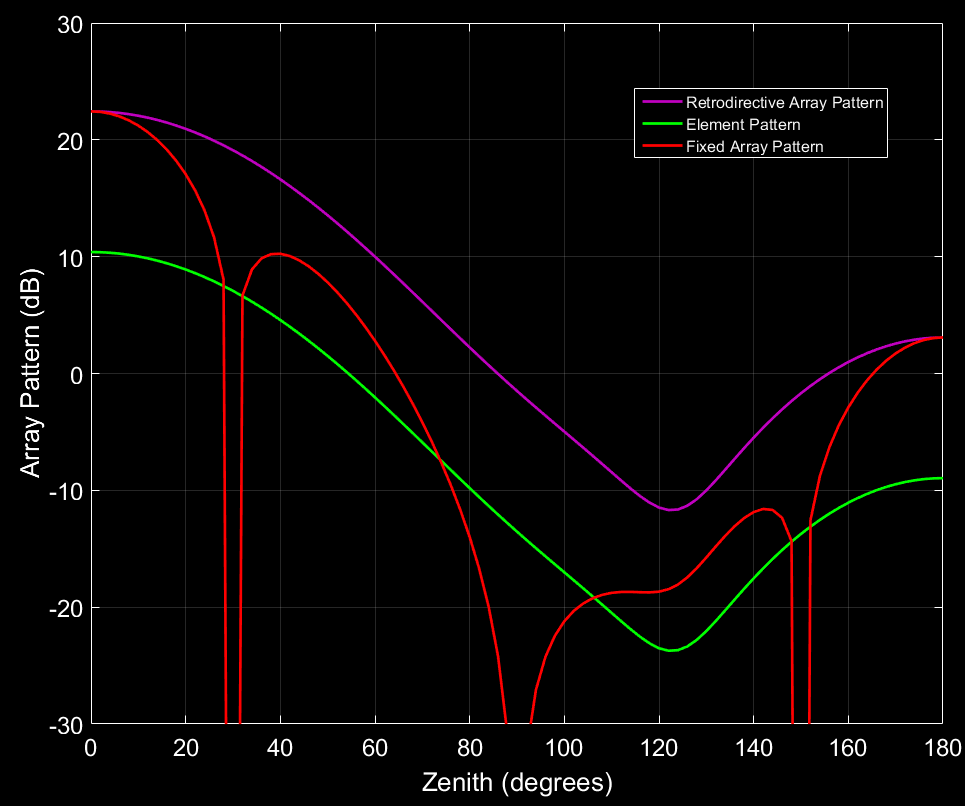 30
20
10
0
-10
-20
-30
Array Pattern (dB)
Retrodirective Array Pattern
Element Pattern
Fixed Array Pattern
0 20 40 60 80 100 120 140 160 180
Zenith (degrees)